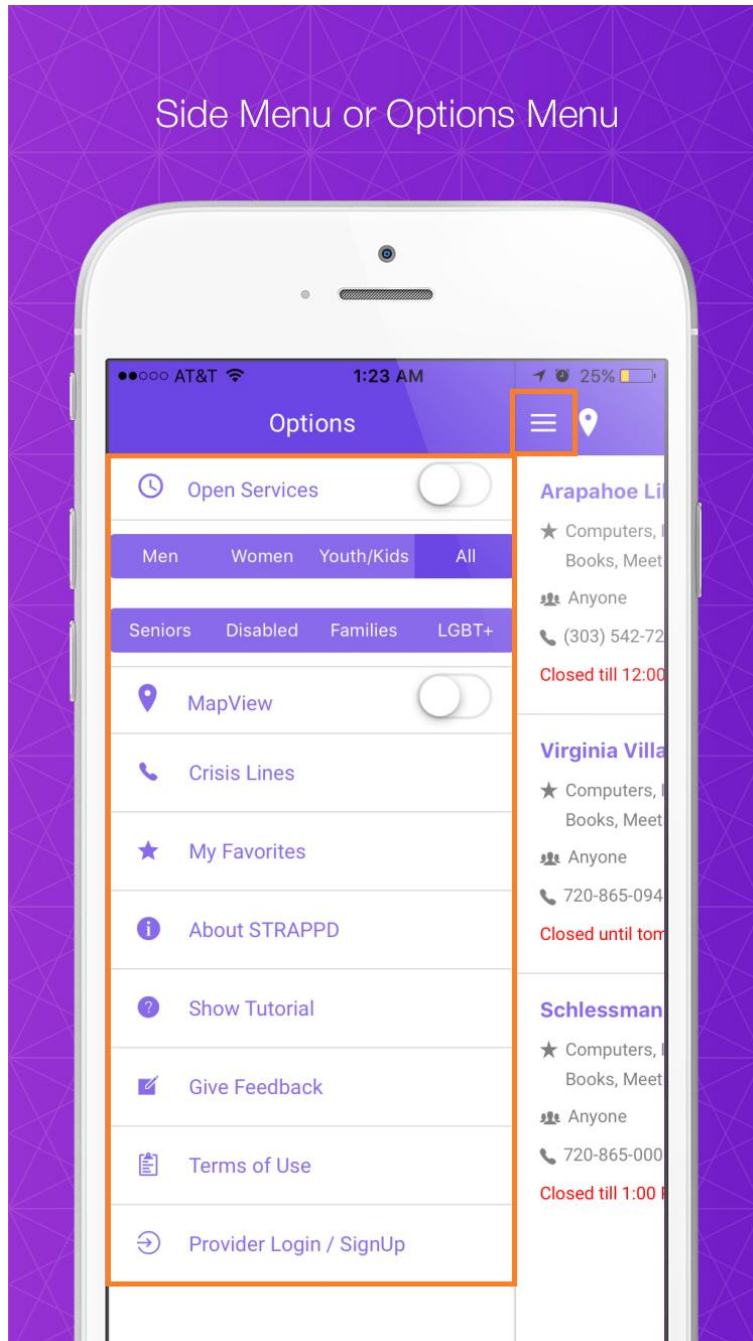 Side Menu or Options Menu
AT&T 1:23 AM 25%
Options
Open Services
Men Women Youth/Kids All
Seniors Disabled Families LGBT+
MapView
Crisis Lines
My Favorites
About STRAPPD
Show Tutorial
Give Feedback
Terms of Use
Provider Login / SignUp
Arapahoe
Computers,
Books, Meet
Anyone
(303) 542-72
Closed till 12:00
Virginia Villa
Computers,
Books, Meet
Anyone
720-865-094
Closed until tom
Schlessman
Computers,
Books, Meet
Anyone
720-865-000
Closed till 1:00